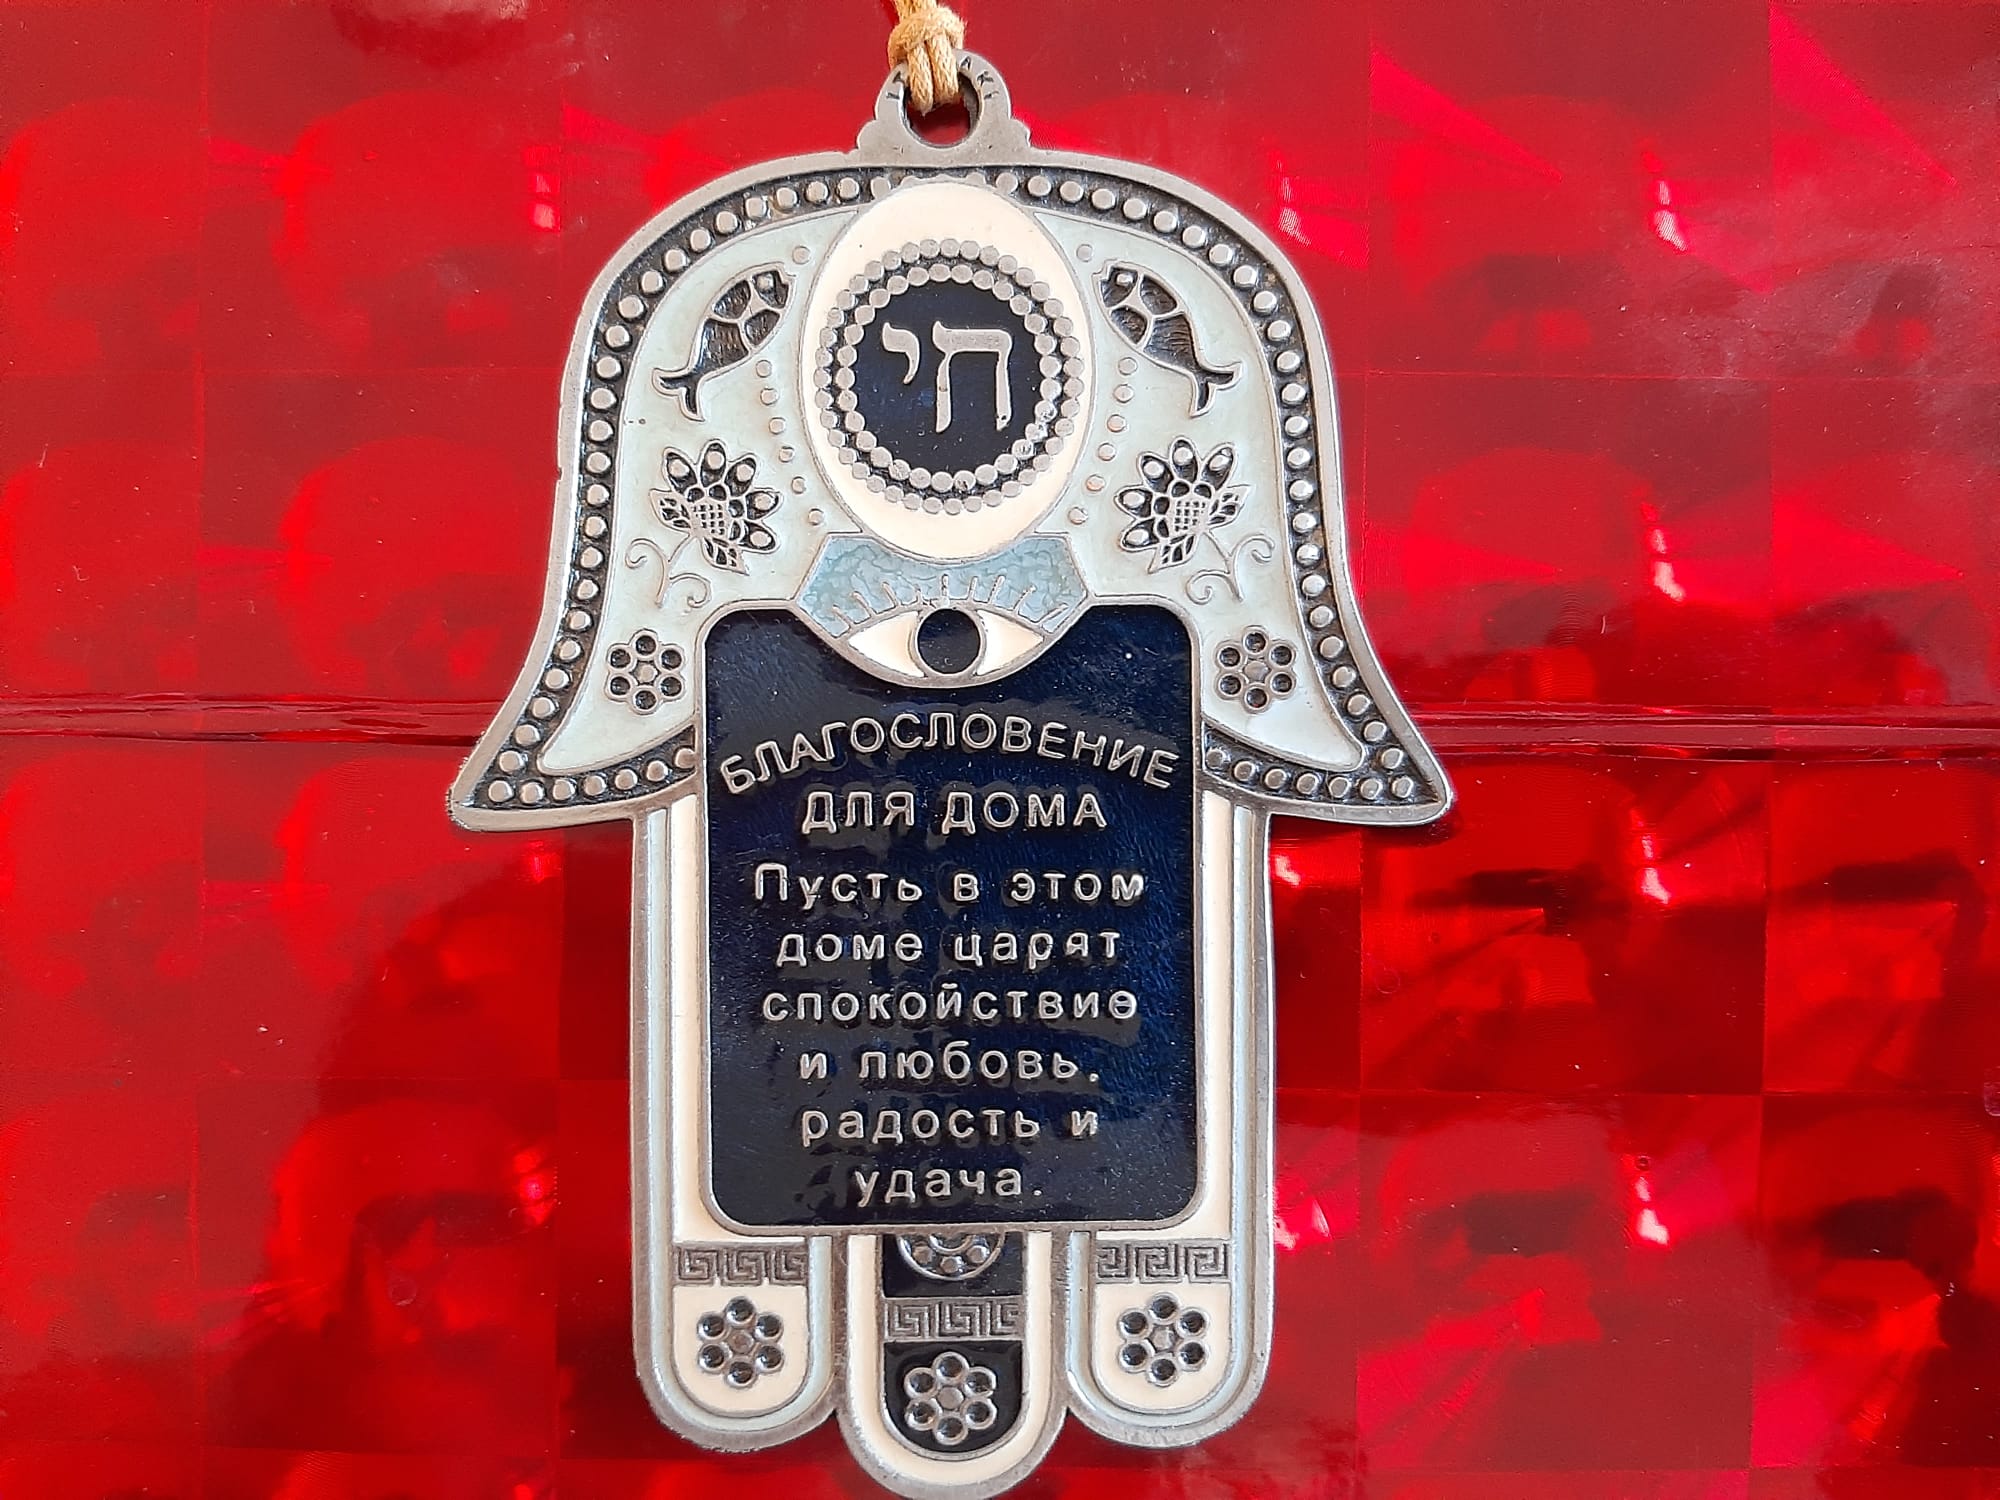 חי
БЛАГОСЛОВЕНИЕ
ДЛЯ ДОМА
Пусть в этом
доме царят
спокойствие
и любовь,
радость и
удача.